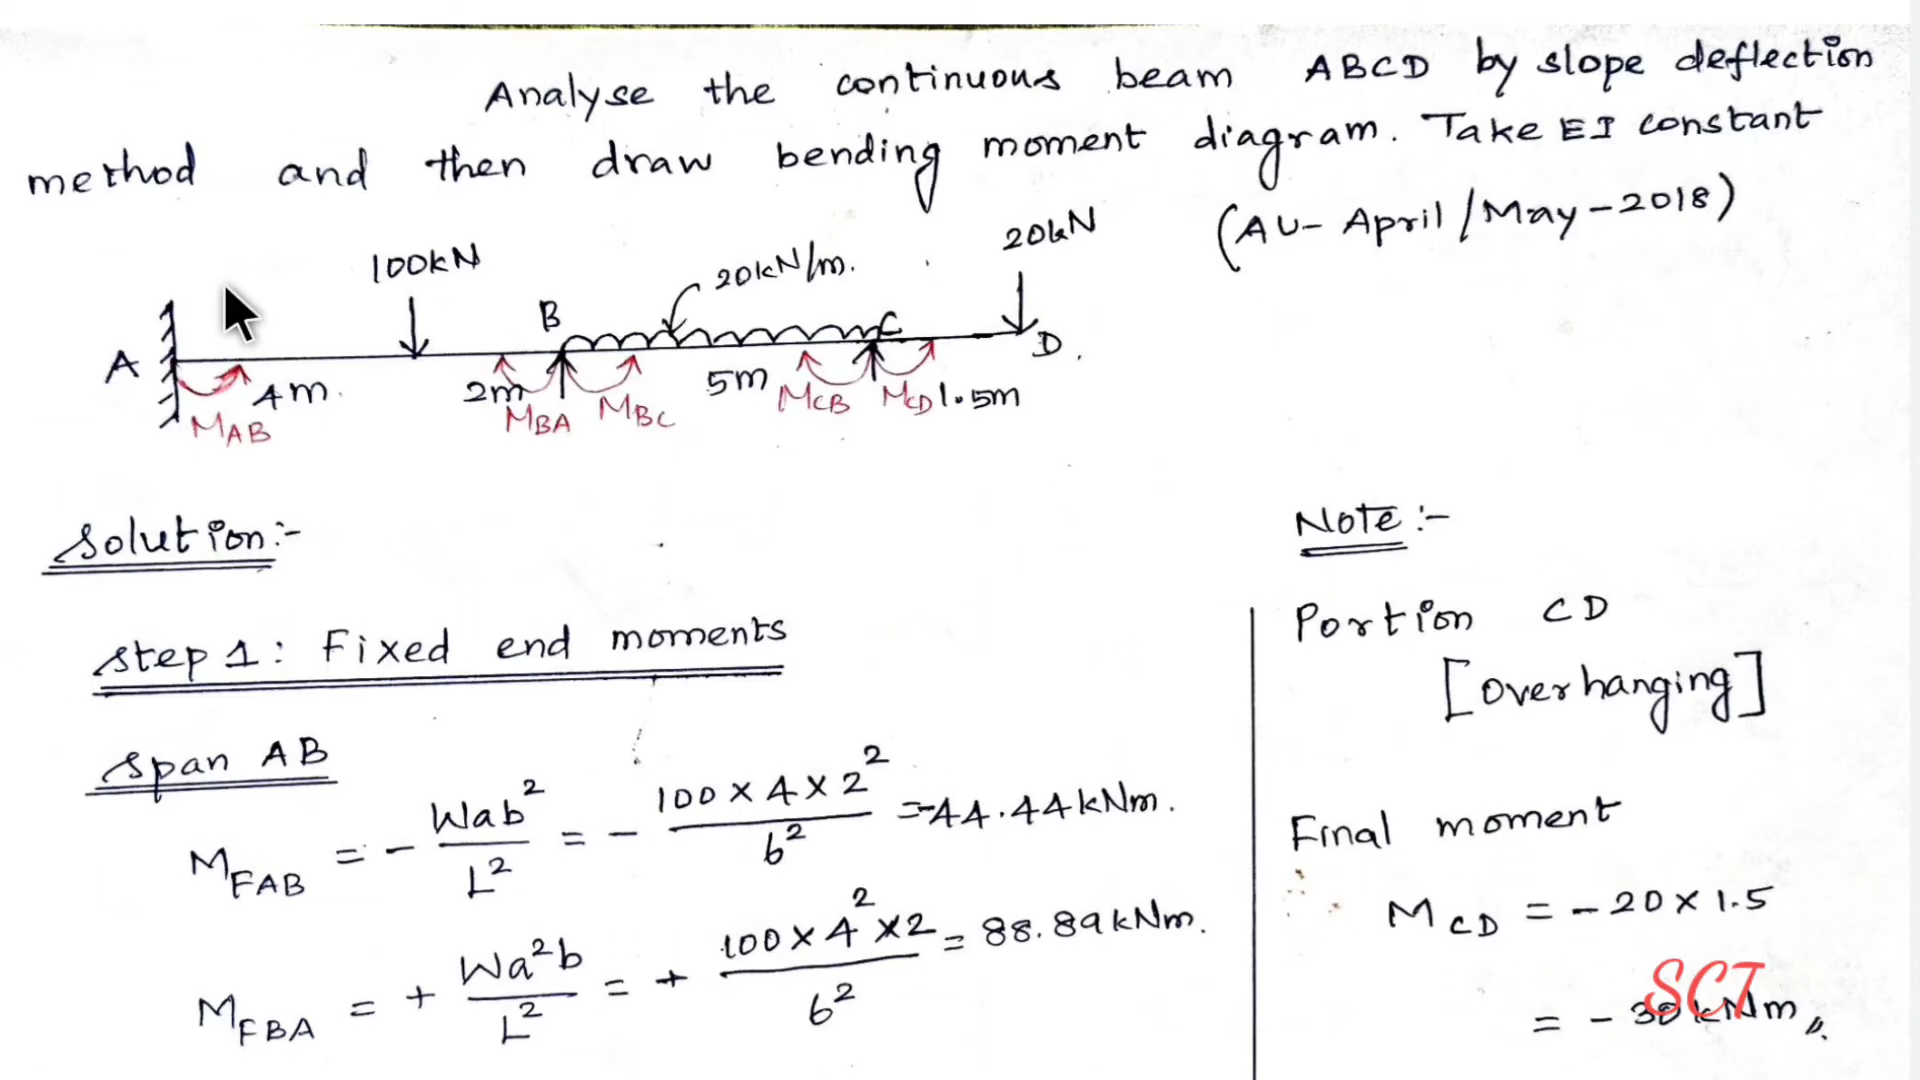 Analyse the continuous beam ABCD by slope deflection
method and then draw bending moment diagram. Take EI constant
(AU- April/May-2018)
100kN
20kN/m.
20kN
A
B
C
D.
4m.
2m
5m
1.5m
MAB
MBA
MBC
MCB
MCD
Solution:-
Note:-
Step 1: Fixed end moments
Portion CD
[Overhanging]
Span AB
MFAB = - Wab²/L² = - 100 × 4 × 2²/6² = -44.44kNm.
Final moment
MCD = - 20 × 1.5
MFBA = + Wa²b/L² = + 100 × 4² × 2/6² = 88.89kNm.
= - 30kNm
SCT